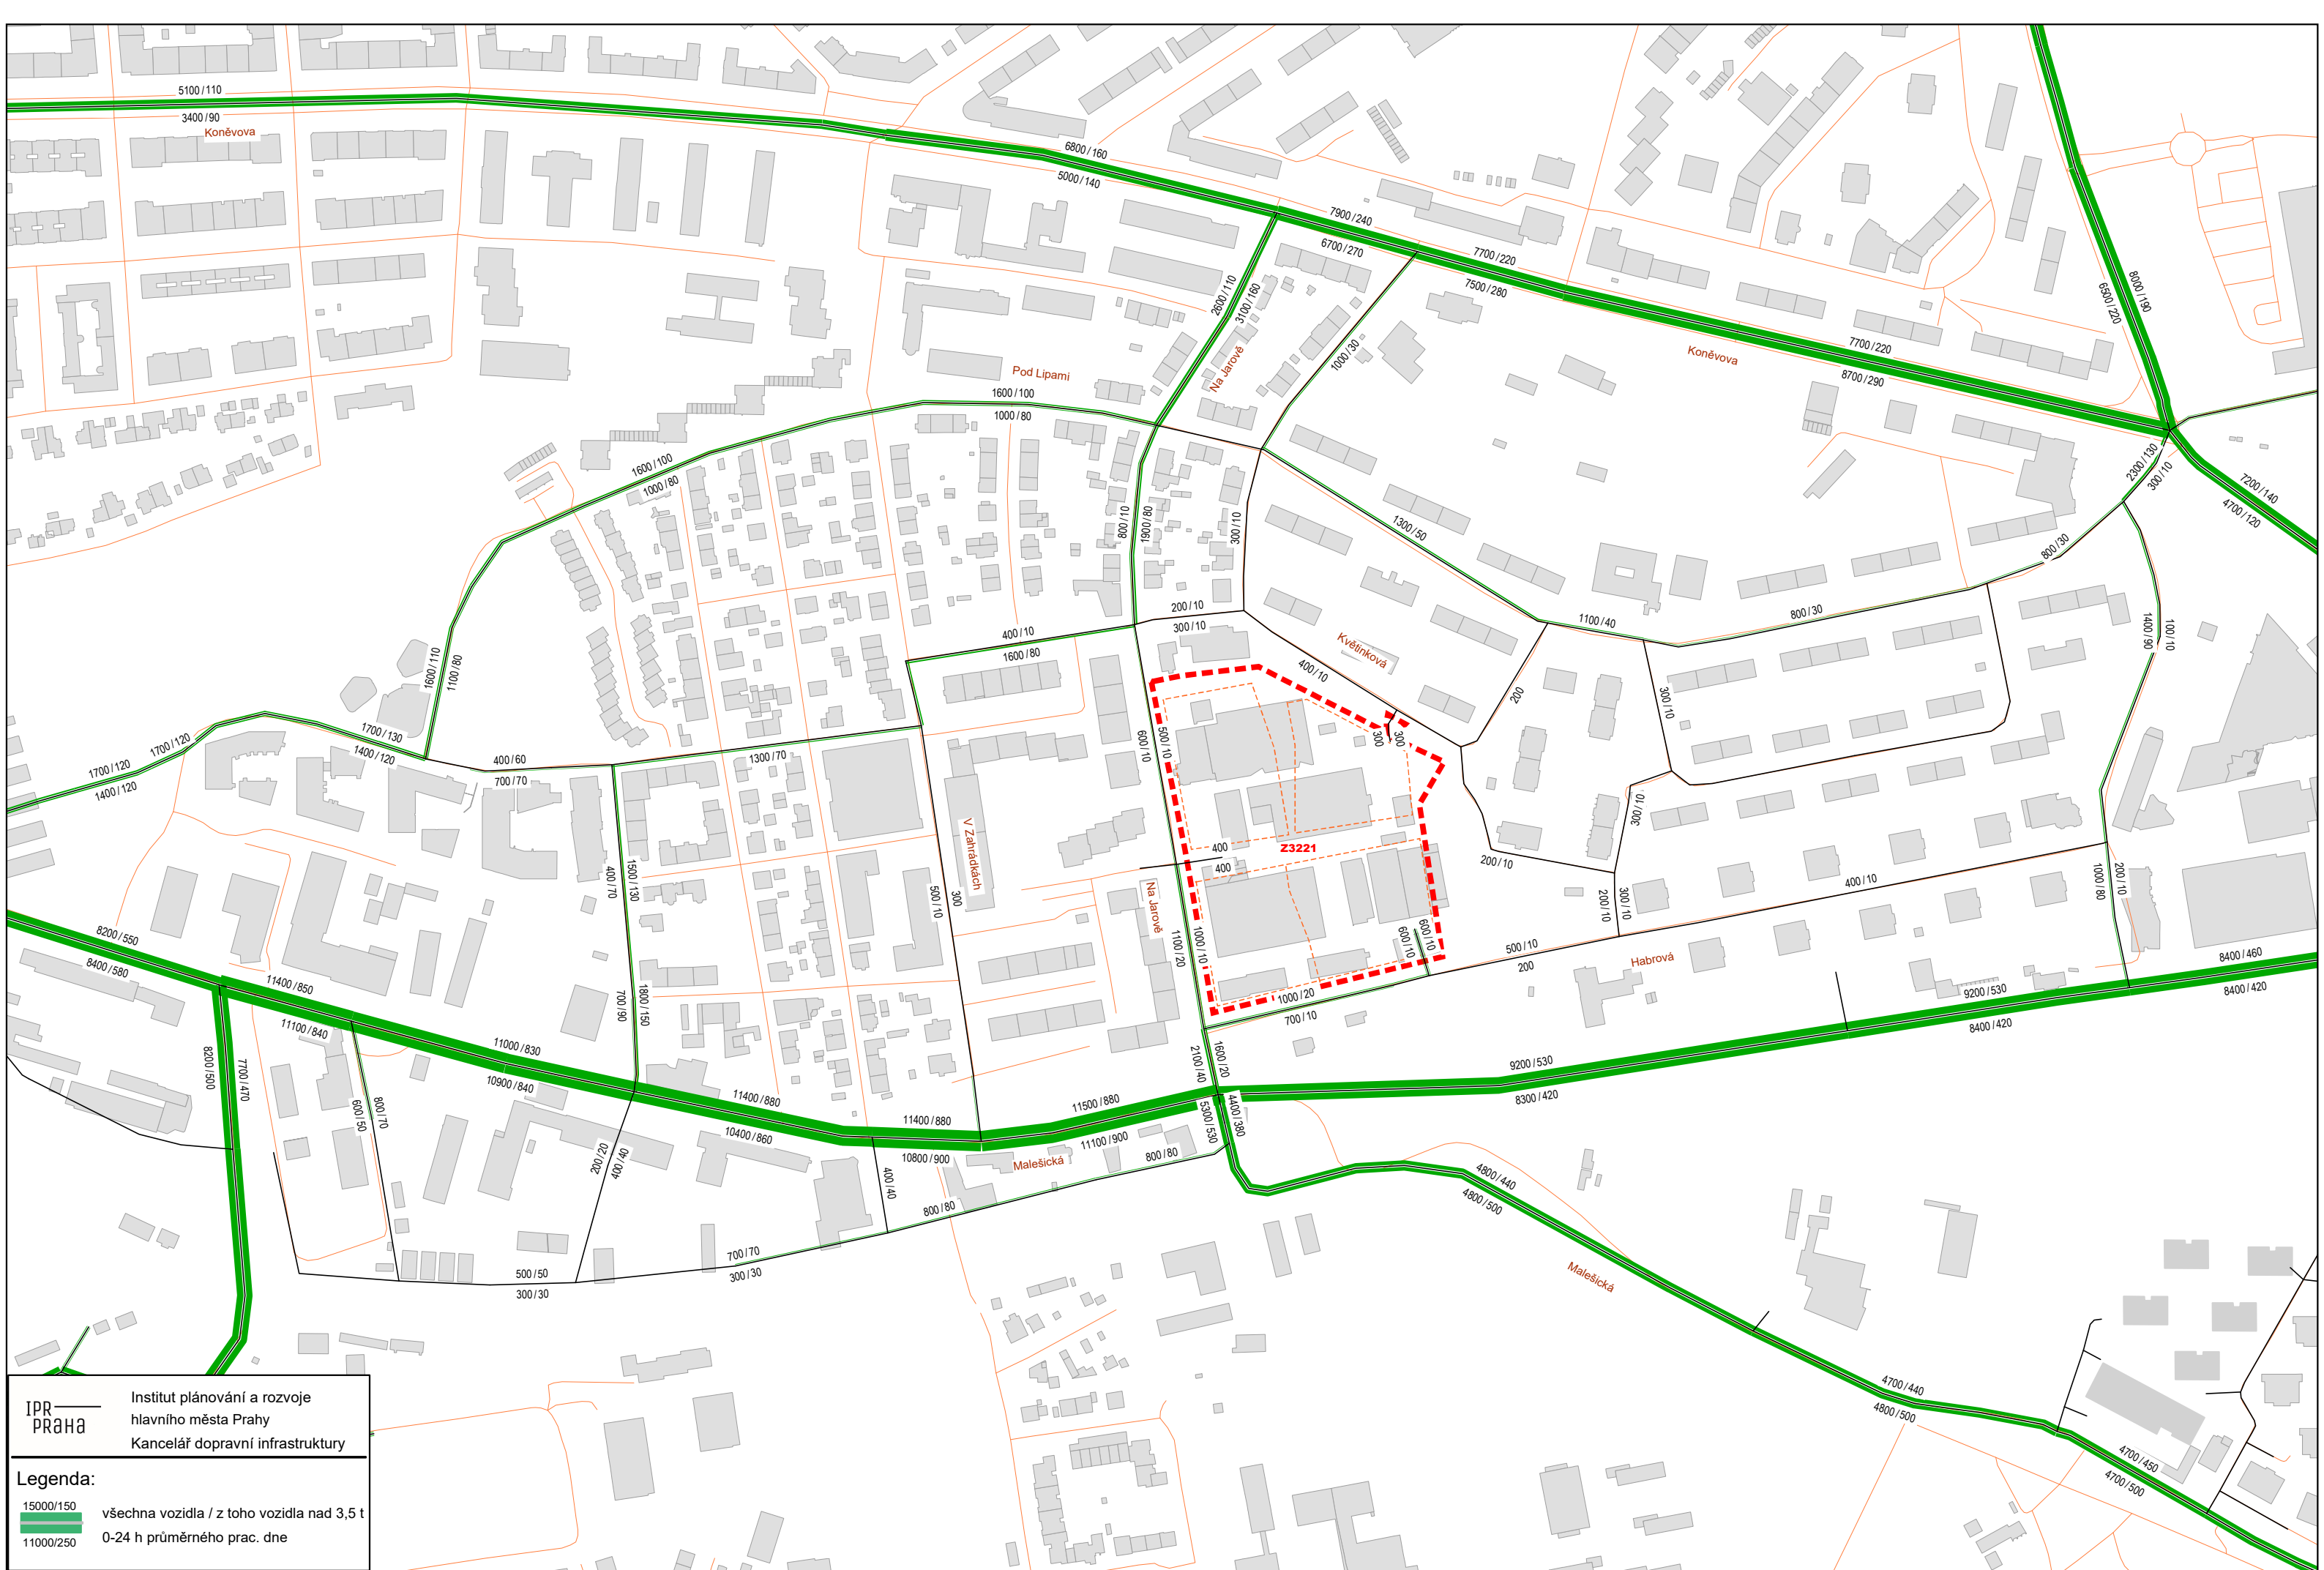 5100 / 110
3400 / 90
Koněvova
6800 / 160
5000 / 140
7900 / 240
6700 / 270
7700 / 220
7500 / 280
8000 / 190
6500 / 220
2600 / 110
3100 / 160
Na Jarově
1000 / 30
Koněvova
7700 / 220
8700 / 290
Pod Lipami
1600 / 100
1000 / 80
1600 / 100
1000 / 80
2300 / 130
300 / 10
7200 / 140
4700 / 120
800 / 10
1900 / 80
300 / 10
1300 / 50
800 / 30
200 / 10
300 / 10
400 / 10
1600 / 80
1100 / 40
800 / 30
1400 / 90
100 / 10
Květinková
400 / 10
1600 / 110
1100 / 80
200
300 / 10
1700 / 120
1700 / 130
1400 / 120
1700 / 120
1400 / 120
400 / 60
700 / 70
1300 / 70
600 / 10
500 / 10
300
300
300 / 10
V Zahrádkách
400
400
Z3221
200 / 10
400 / 70
1500 / 130
500 / 10
300
Na Jarově
200 / 10
300 / 10
400 / 10
1000 / 80
200 / 10
8200 / 550
8400 / 580
1100 / 20
1000 / 10
600 / 10
600 / 10
500 / 10
200
Habrová
8400 / 460
8400 / 420
11400 / 850
11100 / 840
700 / 90
1800 / 150
1000 / 20
700 / 10
9200 / 530
8400 / 420
8200 / 500
7700 / 470
11000 / 830
10900 / 840
2100 / 40
1600 / 20
9200 / 530
8300 / 420
600 / 50
800 / 70
11400 / 880
10400 / 860
11400 / 880
10800 / 900
11500 / 880
11100 / 900
5300 / 530
4400 / 380
Malešická
800 / 80
200 / 20
400 / 40
400 / 40
800 / 80
4800 / 440
4800 / 500
700 / 70
300 / 30
500 / 50
300 / 30
Malešická
4700 / 440
4800 / 500
4700 / 450
4700 / 500
IPR
PRAHA
Institut plánování a rozvoje
hlavního města Prahy
Kancelář dopravní infrastruktury
Legenda:
15000/150
11000/250
všechna vozidla / z toho vozidla nad 3,5 t
0-24 h průměrného prac. dne